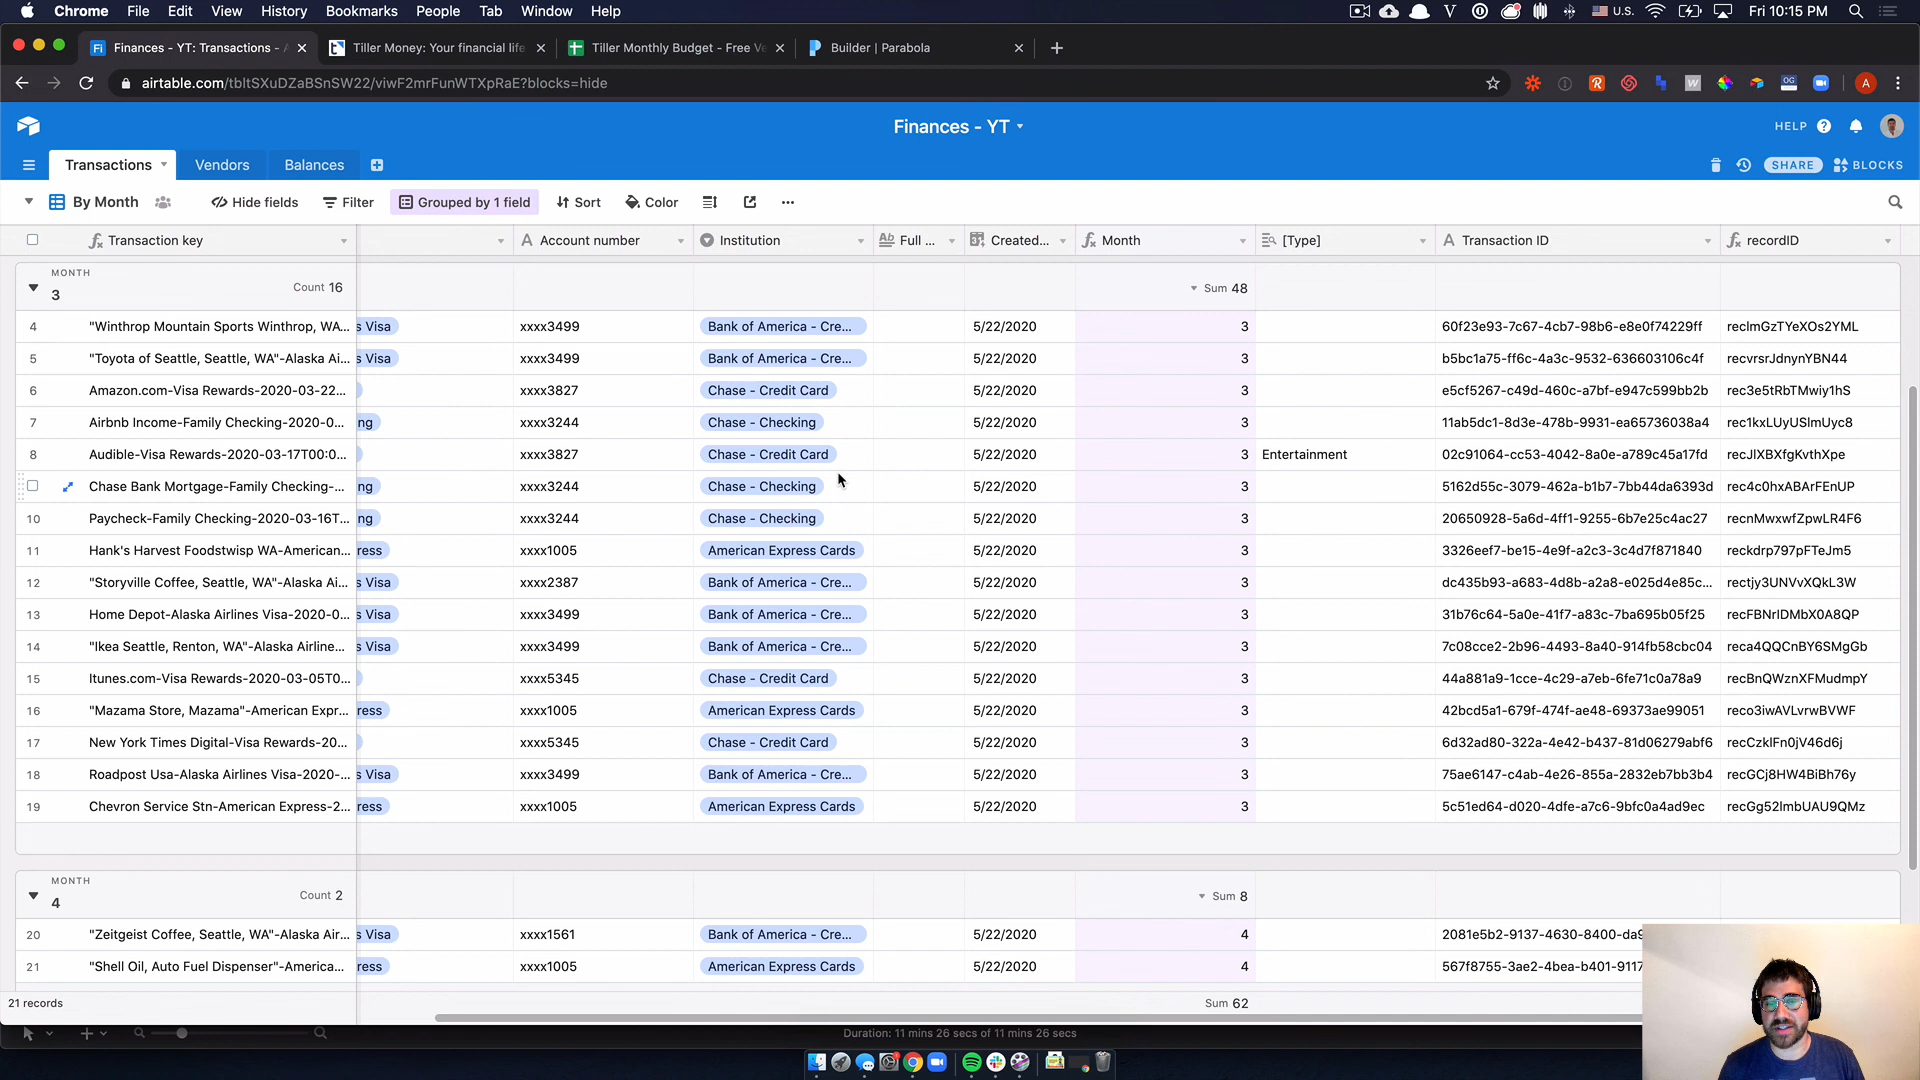 Chrome File Edit View History Bookmarks People Tab Window Help U.S. Fri 10:15 PM
Finances - YT: Transactions - Tiller Money: Your financial life Tiller Monthly Budget - Free Builder | Parabola
airtable.com/tbltSXuDZaBSnSW22/viwF2mrFunWTXpRaE?blocks=hide
Finances - YT HELP
Transactions Vendors Balances SHARE BLOCKS
By Month Hide fields Filter Grouped by 1 field Sort Color
Transaction key Account number Institution Full ... Created... Month [Type] Transaction ID recordID
MONTH
3 Count 16 Sum 48
4 "Winthrop Mountain Sports Winthrop, WA... s Visa xxxx3499 Bank of America - Cre... 5/22/2020 3 60f23e93-7c67-4cb7-98b6-e8e0f74229ff reclmGzTYeXOs2YML
5 "Toyota of Seattle, Seattle, WA"-Alaska Ai... s Visa xxxx3499 Bank of America - Cre... 5/22/2020 3 b5bc1a75-ff6c-4a3c-9532-636603106c4f recvrsrJdnynYBN44
6 Amazon.com-Visa Rewards-2020-03-22... xxxx3827 Chase - Credit Card 5/22/2020 3 e5cf5267-c49d-460c-a7bf-e947c599bb2b rec3e5tRbTMwiy1hS
7 Airbnb Income-Family Checking-2020-0... ng xxxx3244 Chase - Checking 5/22/2020 3 11ab5dc1-8d3e-478b-9931-ea65736038a4 rec1kxLUyUSlmUyc8
8 Audible-Visa Rewards-2020-03-17T00:0... xxxx3827 Chase - Credit Card 5/22/2020 3 Entertainment 02c91064-cc53-4042-8a0e-a789c45a17fd recJlXBXfgKvthXpe
Chase Bank Mortgage-Family Checking-... ng xxxx3244 Chase - Checking 5/22/2020 3 5162d55c-3079-462a-b1b7-7bb44da6393d rec4c0hxABArFEnUP
10 Paycheck-Family Checking-2020-03-16T... ng xxxx3244 Chase - Checking 5/22/2020 3 20650928-5a6d-4ff1-9255-6b7e25c4ac27 recnMwxwfZpwLR4F6
11 Hank's Harvest Foodstwisp WA-American... ress xxxx1005 American Express Cards 5/22/2020 3 3326eef7-be15-4e9f-a2c3-3c4d7f871840 reckdrp797pFTeJm5
12 "Storyville Coffee, Seattle, WA"-Alaska Ai... s Visa xxxx2387 Bank of America - Cre... 5/22/2020 3 dc435b93-a683-4d8b-a2a8-e025d4e85c... rectjy3UNVvXQkL3W
13 Home Depot-Alaska Airlines Visa-2020-0... s Visa xxxx3499 Bank of America - Cre... 5/22/2020 3 31b76c64-5a0e-41f7-a83c-7ba695b05f25 recFBNrIDMbX0A8QP
14 "Ikea Seattle, Renton, WA"-Alaska Airline... s Visa xxxx3499 Bank of America - Cre... 5/22/2020 3 7c08cce2-2b96-4493-8a40-914fb58cbc04 reca4QQCnBY6SMgGb
15 Itunes.com-Visa Rewards-2020-03-05T0... xxxx5345 Chase - Credit Card 5/22/2020 3 44a881a9-1cce-4c29-a7eb-6fe71c0a78a9 recBnQWznXFMudmpY
16 "Mazama Store, Mazama"-American Expr... ress xxxx1005 American Express Cards 5/22/2020 3 42bcd5a1-679f-474f-ae48-69373ae99051 reco3iwAVLvrwBVWF
17 New York Times Digital-Visa Rewards-20... xxxx5345 Chase - Credit Card 5/22/2020 3 6d32ad80-322a-4e42-b437-81d06279abf6 recCzklFn0jV46d6j
18 Roadpost Usa-Alaska Airlines Visa-2020-... s Visa xxxx3499 Bank of America - Cre... 5/22/2020 3 75ae6147-c4ab-4e26-855a-2832eb7bb3b4 recGCj8HW4BiBh76y
19 Chevron Service Stn-American Express-2... ress xxxx1005 American Express Cards 5/22/2020 3 5c51ed64-d020-4dfe-a7c6-9bfc0a4ad9ec recGg52lmbUAU9QMz
MONTH
4 Count 2 Sum 8
20 "Zeitgeist Coffee, Seattle, WA"-Alaska Air... s Visa xxxx1561 Bank of America - Cre... 5/22/2020 4 2081e5b2-9137-4630-8400-da9
21 "Shell Oil, Auto Fuel Dispenser"-America... ress xxxx1005 American Express Cards 5/22/2020 4 567f8755-3ae2-4bea-b401-9117
21 records Sum 62
Duration: 11 mins 26 secs of 11 mins 26 secs